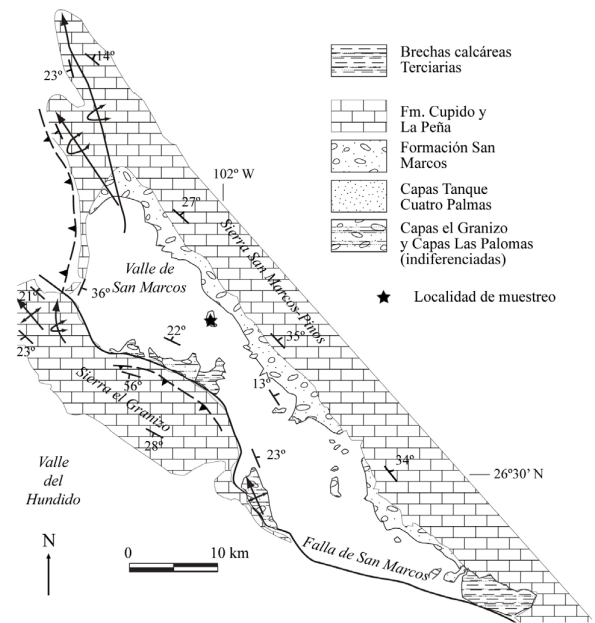 Brechas calcáreas
Terciarias
Fm. Cupido y
La Peña
Formación San
Marcos
Capas Tanque
Cuatro Palmas
Capas el Granizo
y Capas Las Palomas
(indiferenciadas)
Localidad de muestreo
14º
23º
102º W
27º
Sierra San Marcos-Pinos
Valle de
San Marcos
36º
21º
22º
35º
23º
56º
13º
Sierra el Granizo
28º
23º
34º
26º30’ N
Valle
del
Hundido
N
0
10 km
Falla de San Marcos